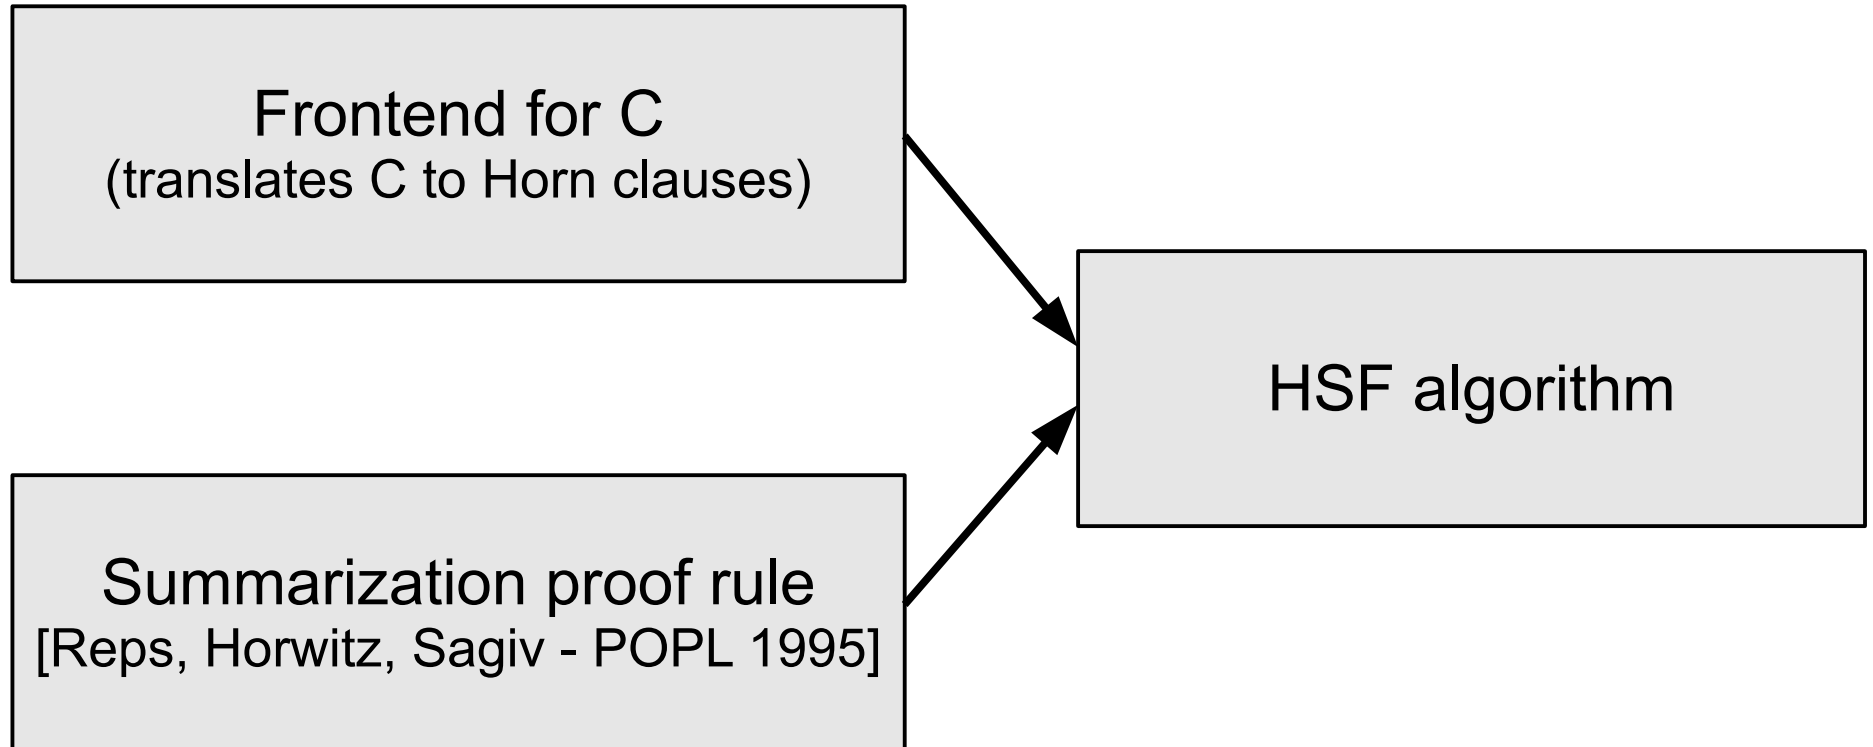 Frontend for C
(translates C to Horn clauses)
HSF algorithm
Summarization proof rule
[Reps, Horwitz, Sagiv - POPL 1995]